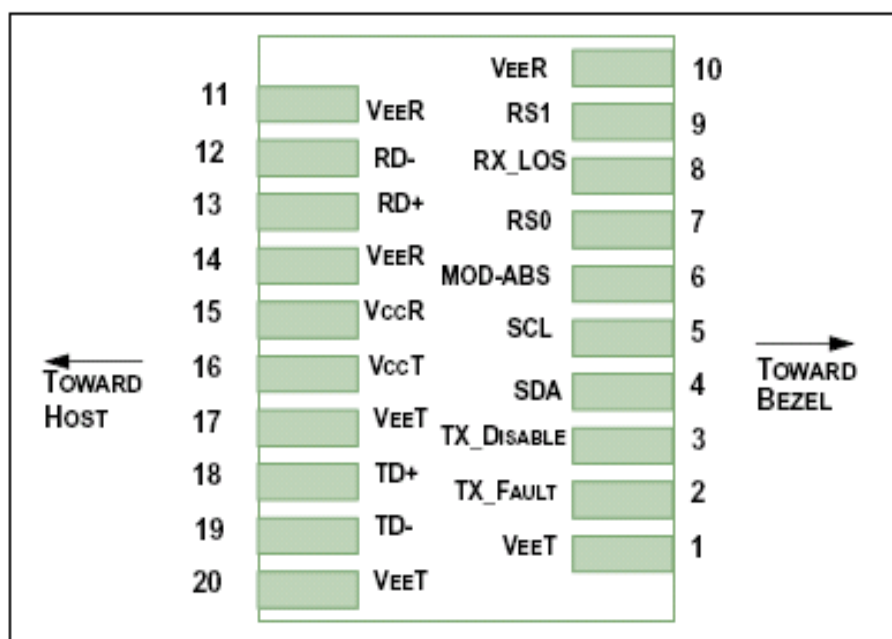 VEER 10
11 VEER
RS1 9
12 RD-
RX_LOS 8
13 RD+
RS0 7
14 VEER
MOD-ABS 6
15 VCCR
SCL 5
16 VCCT
TOWARD
HOST
TOWARD
BEZEL
SDA 4
17 VEET
TX_DISABLE 3
18 TD+
TX_FAULT 2
19 TD-
VEET 1
20 VEET